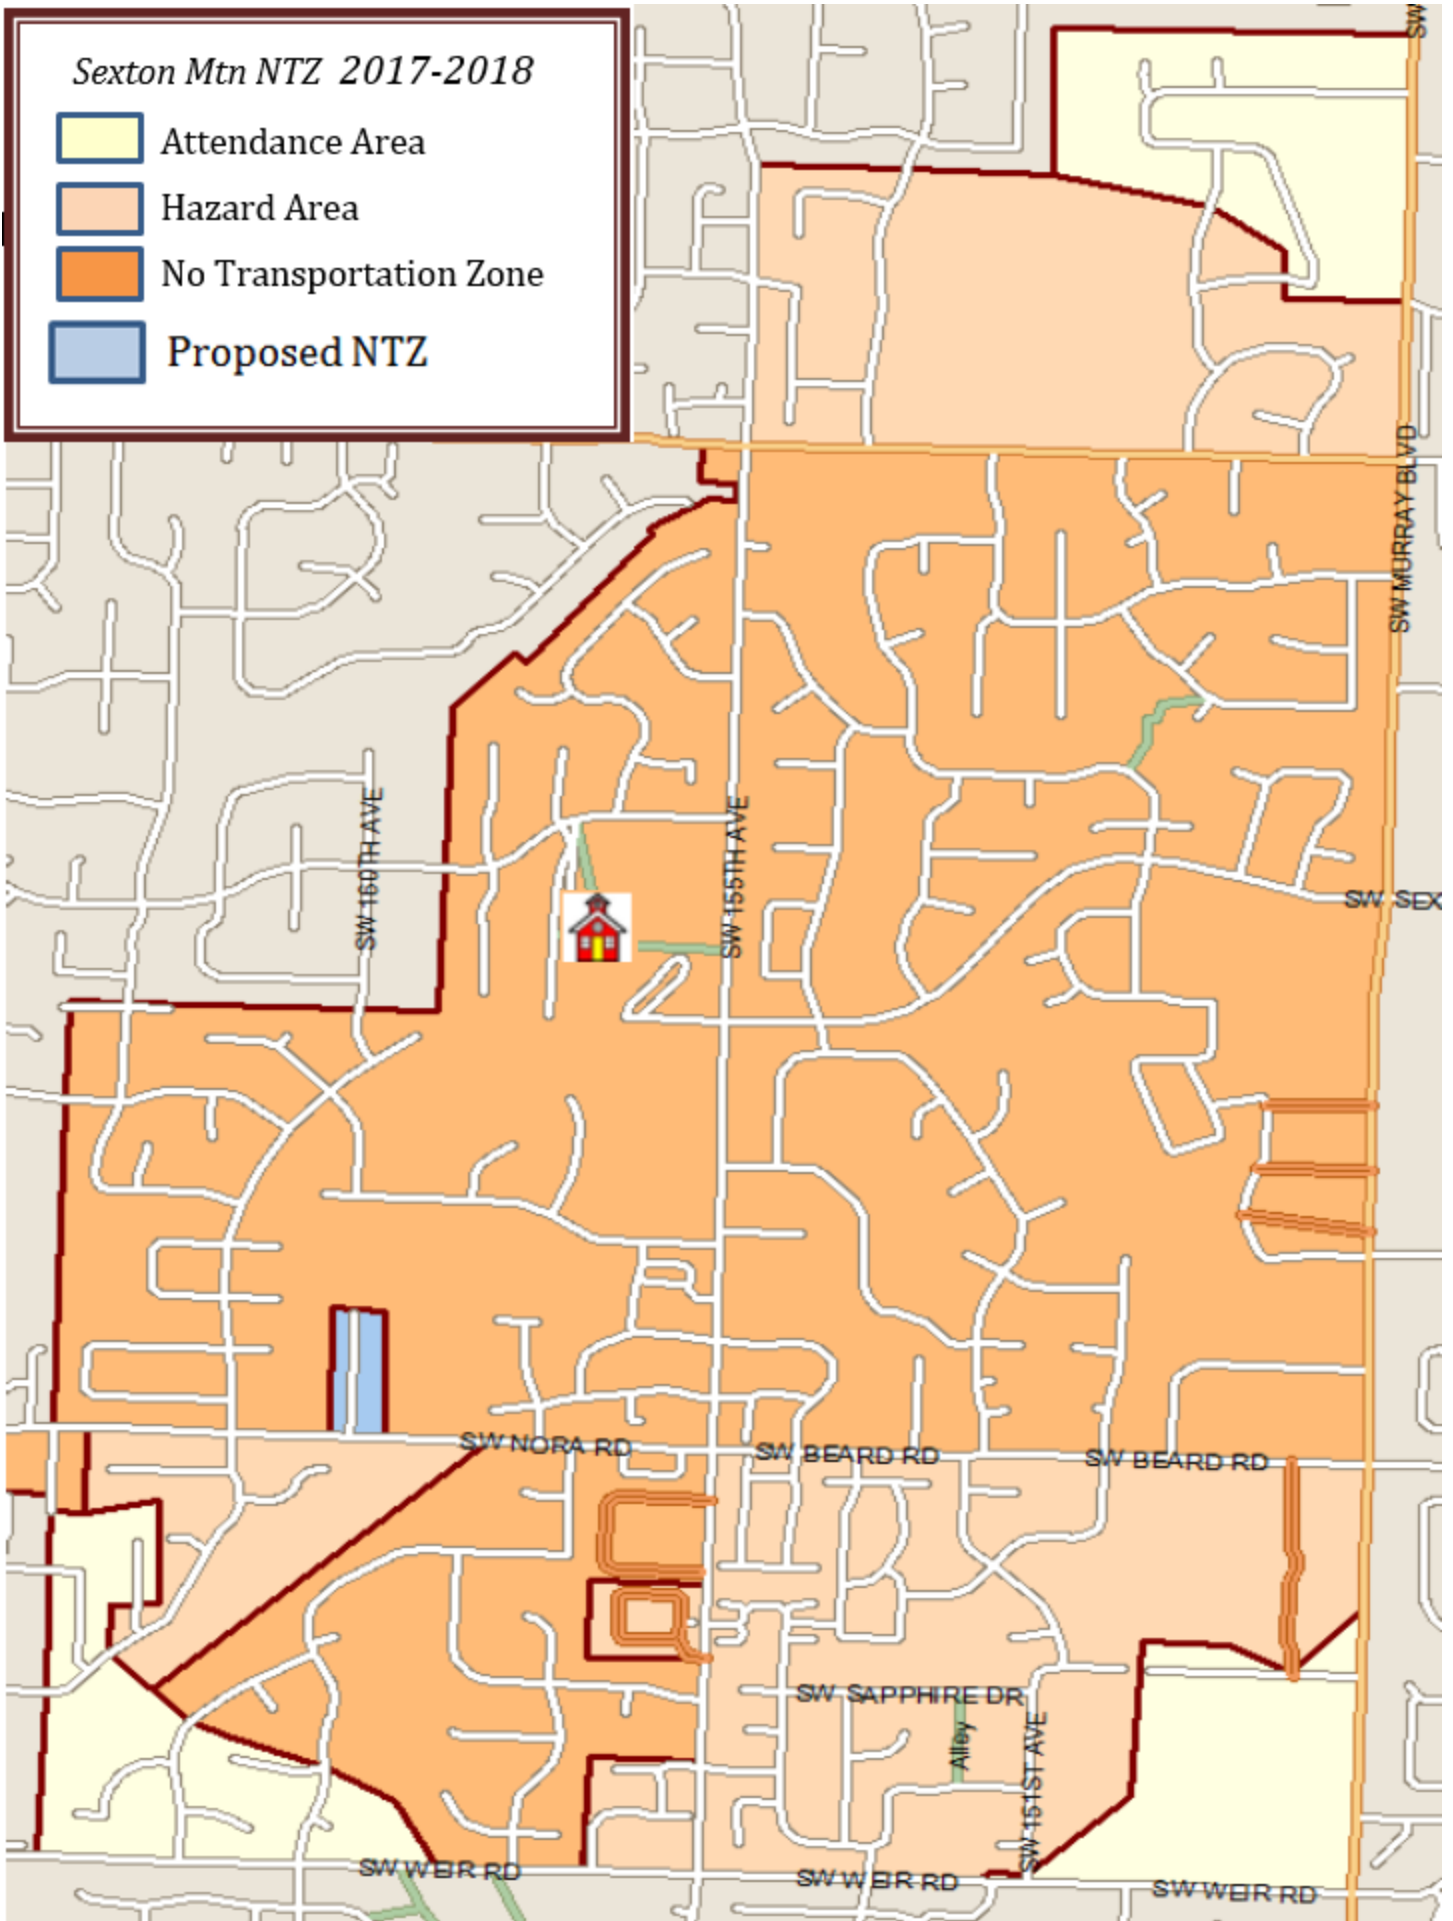 Sexton Mtn NTZ 2017-2018
Attendance Area
Hazard Area
No Transportation Zone
Proposed NTZ
SW
SW MURRAY BLVD
SW 160TH AVE
SW 155TH AVE
SW SEX
SW NORA RD
SW BEARD RD
SW BEARD RD
SW SAPPHIRE DR
Alley
SW 151ST AVE
SW WEIR RD
SW WEIR RD
SW WEIR RD